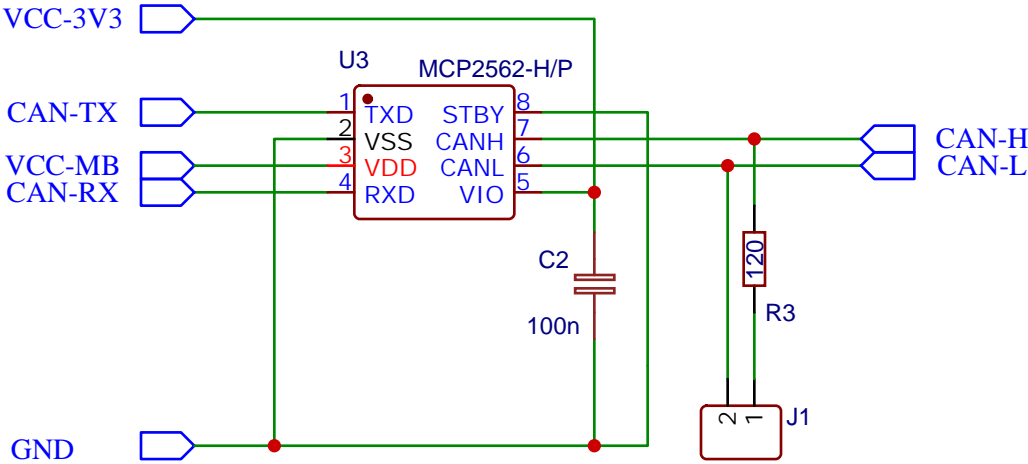 VCC-3V3
U3
MCP2562-H/P
CAN-TX
1 TXD
STBY 8
2 VSS
CANH 7
CAN-H
VCC-MB
3 VDD
CANL 6
CAN-L
CAN-RX
4 RXD
VIO 5
C2
120
100n
R3
2 1
J1
GND